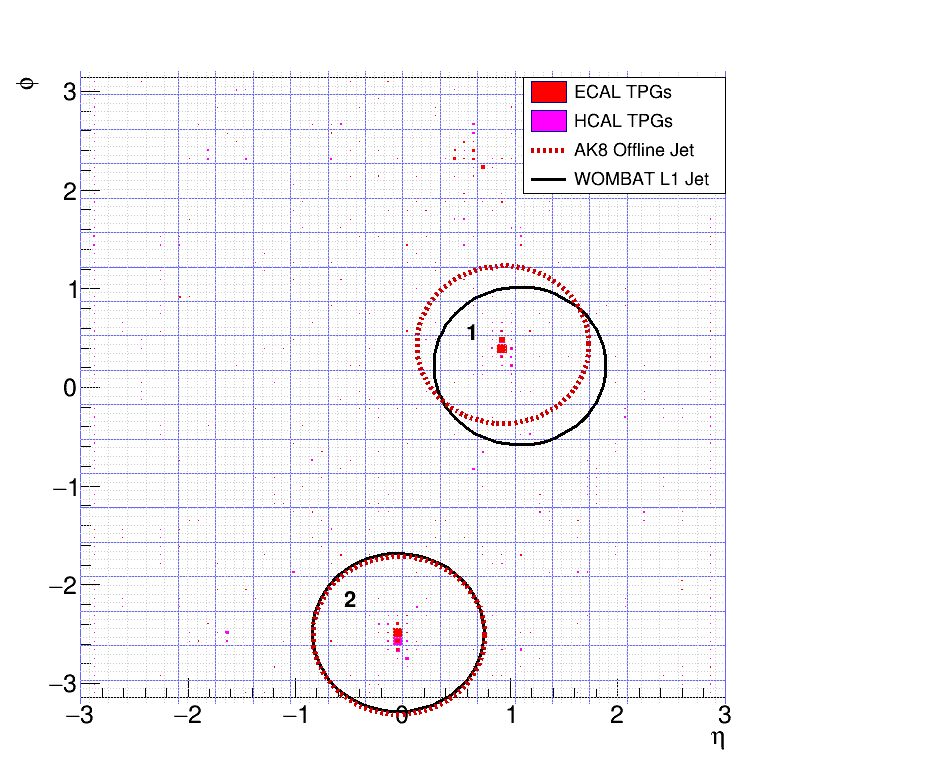 ϕ
3
2
1
0
−1
−2
−3
ECAL TPGs
HCAL TPGs
AK8 Offline Jet
WOMBAT L1 Jet
1
2
−3 −2 −1 0 1 2 3
η